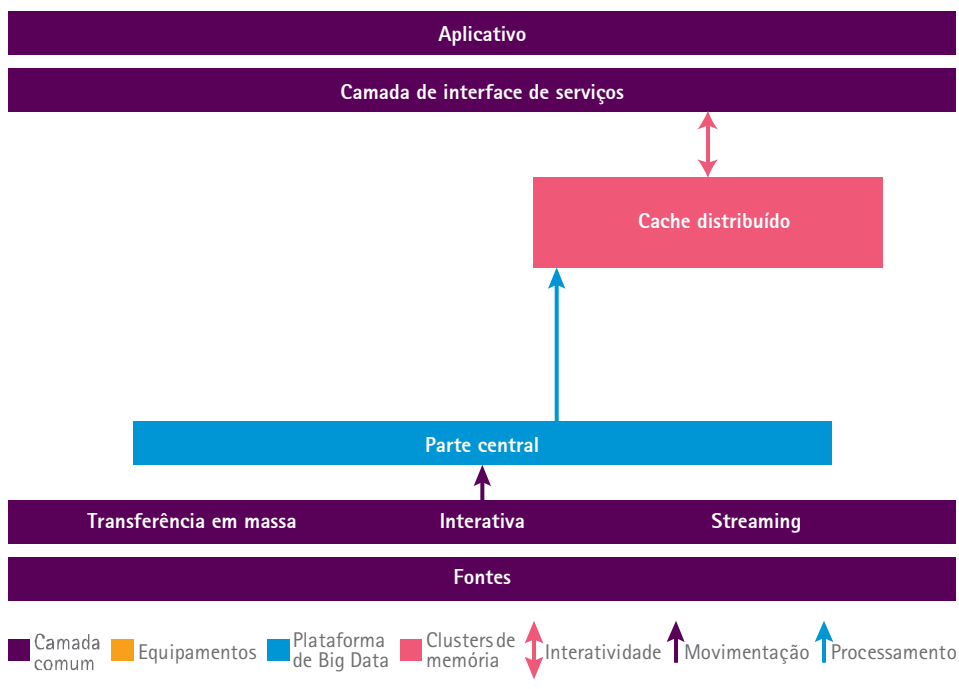 Aplicativo
Camada de interface de serviços
Cache distribuído
Parte central
Transferência em massa Interativa Streaming
Fontes
Camada comum
Equipamentos
Plataforma de Big Data
Clusters de memória
Interatividade
Movimentação
Processamento